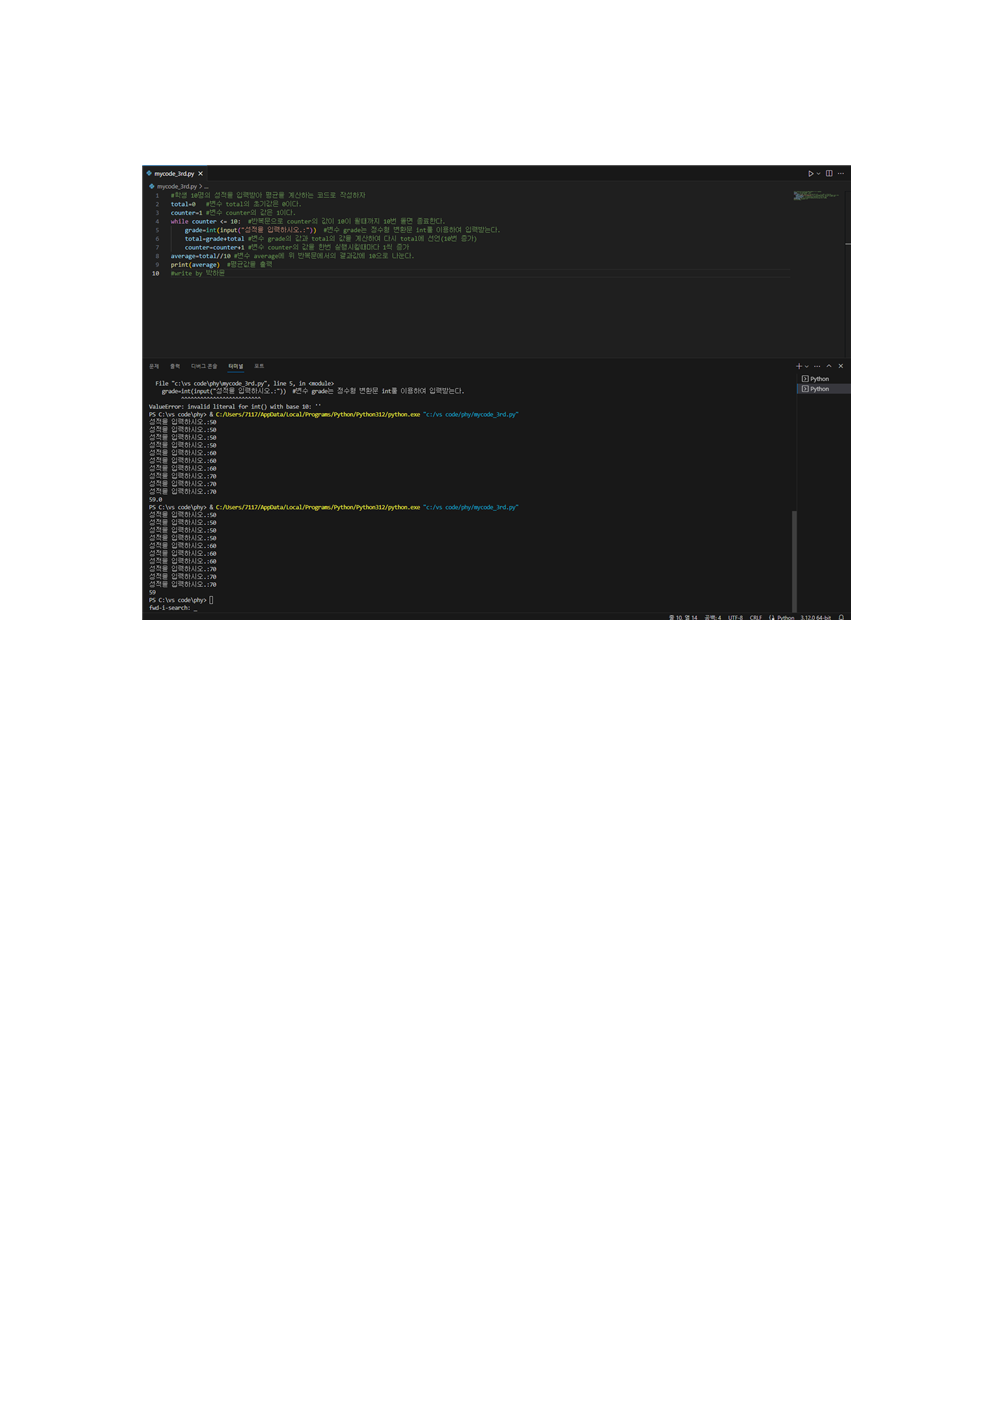 mycode_3rd.py
mycode_3rd.py > ...
1 #학생 10명의 성적을 입력받아 평균을 계산하는 코드로 작성하자
2 total=0 #변수 total의 초기값은 0이다.
3 counter=1 #변수 counter의 값은 1이다.
4 while counter <= 10: #반복문으로 counter의 값이 10이 될때까지 10번 돌면 종료한다.
5 grade=int(input("성적을 입력하시오.:")) #변수 grade는 정수형 변환문 int를 이용하여 입력받는다.
6 total=grade+total #변수 grade의 값과 total의 값을 계산하여 다시 total에 선언(10번 증가)
7 counter=counter+1 #변수 counter의 값을 한번 실행시킬때마다 1씩 증가
8 average=total//10 #변수 average에 위 반복문에서의 결과값에 10으로 나눈다.
9 print(average) #평균값을 출력
10 #write by 박하윤
문제 출력 디버그 콘솔 터미널 포트
File "c:\vs code\phy\mycode_3rd.py", line 5, in <module>
grade=int(input("성적을 입력하시오.:")) #변수 grade는 정수형 변환문 int를 이용하여 입력받는다.
^^^^^^^^^^^^^^^^^^^^^^^^^
ValueError: invalid literal for int() with base 10: ''
PS C:\vs code\phy> & C:/Users/7117/AppData/Local/Programs/Python/Python312/python.exe "c:/vs code/phy/mycode_3rd.py"
성적을 입력하시오.:50
성적을 입력하시오.:50
성적을 입력하시오.:50
성적을 입력하시오.:50
성적을 입력하시오.:60
성적을 입력하시오.:60
성적을 입력하시오.:60
성적을 입력하시오.:70
성적을 입력하시오.:70
성적을 입력하시오.:70
59.0
PS C:\vs code\phy> & C:/Users/7117/AppData/Local/Programs/Python/Python312/python.exe "c:/vs code/phy/mycode_3rd.py"
성적을 입력하시오.:50
성적을 입력하시오.:50
성적을 입력하시오.:50
성적을 입력하시오.:50
성적을 입력하시오.:60
성적을 입력하시오.:60
성적을 입력하시오.:60
성적을 입력하시오.:70
성적을 입력하시오.:70
성적을 입력하시오.:70
59
PS C:\vs code\phy>
fwd-i-search: _
Python
Python
줄 10, 열 14 공백: 4 UTF-8 CRLF Python 3.12.0 64-bit